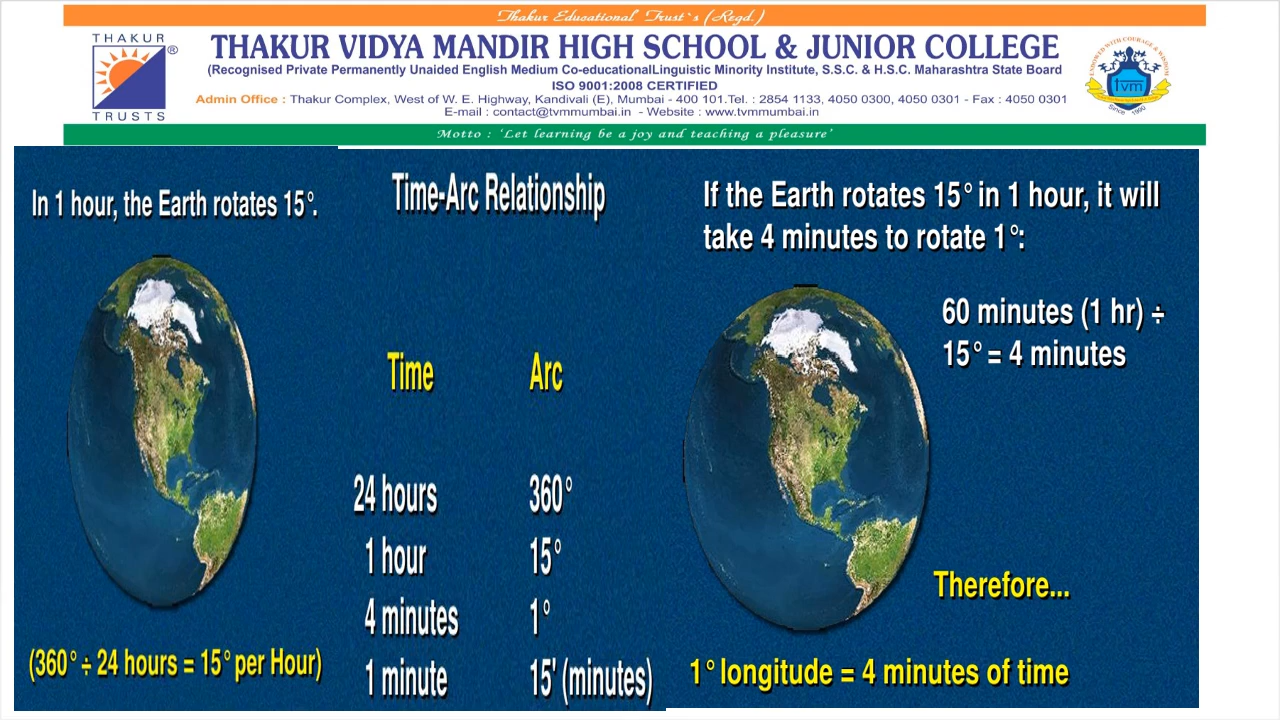 Thakur Educational Trust`s (Regd.)
THAKUR
TRUSTS
®
THAKUR VIDYA MANDIR HIGH SCHOOL & JUNIOR COLLEGE
(Recognised Private Permanently Unaided English Medium Co-educationalLinguistic Minority Institute, S.S.C. & H.S.C. Maharashtra State Board
ISO 9001:2008 CERTIFIED
Admin Office : Thakur Complex, West of W. E. Highway, Kandivali (E), Mumbai - 400 101.Tel. : 2854 1133, 4050 0300, 4050 0301 - Fax : 4050 0301
E-mail : contact@tvmmumbai.in - Website : www.tvmmumbai.in
tvm
Since 1990
Motto : 'Let learning be a joy and teaching a pleasure'
In 1 hour, the Earth rotates 15°.
(360° ÷ 24 hours = 15° per Hour)
Time-Arc Relationship
Time Arc
24 hours 360°
1 hour 15°
4 minutes 1°
1 minute 15' (minutes)
If the Earth rotates 15° in 1 hour, it will
take 4 minutes to rotate 1°:
60 minutes (1 hr) ÷
15° = 4 minutes
Therefore...
1° longitude = 4 minutes of time